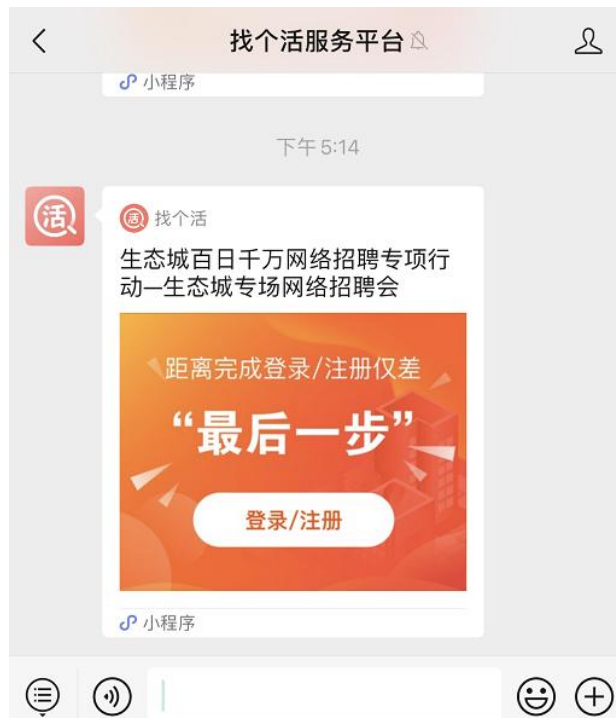 找个活服务平台
小程序
下午 5:14
活
活 找个活
生态城百日千万网络招聘专项行
动—生态城专场网络招聘会
距离完成登录/注册仅差
“最后一步”
登录/注册
小程序